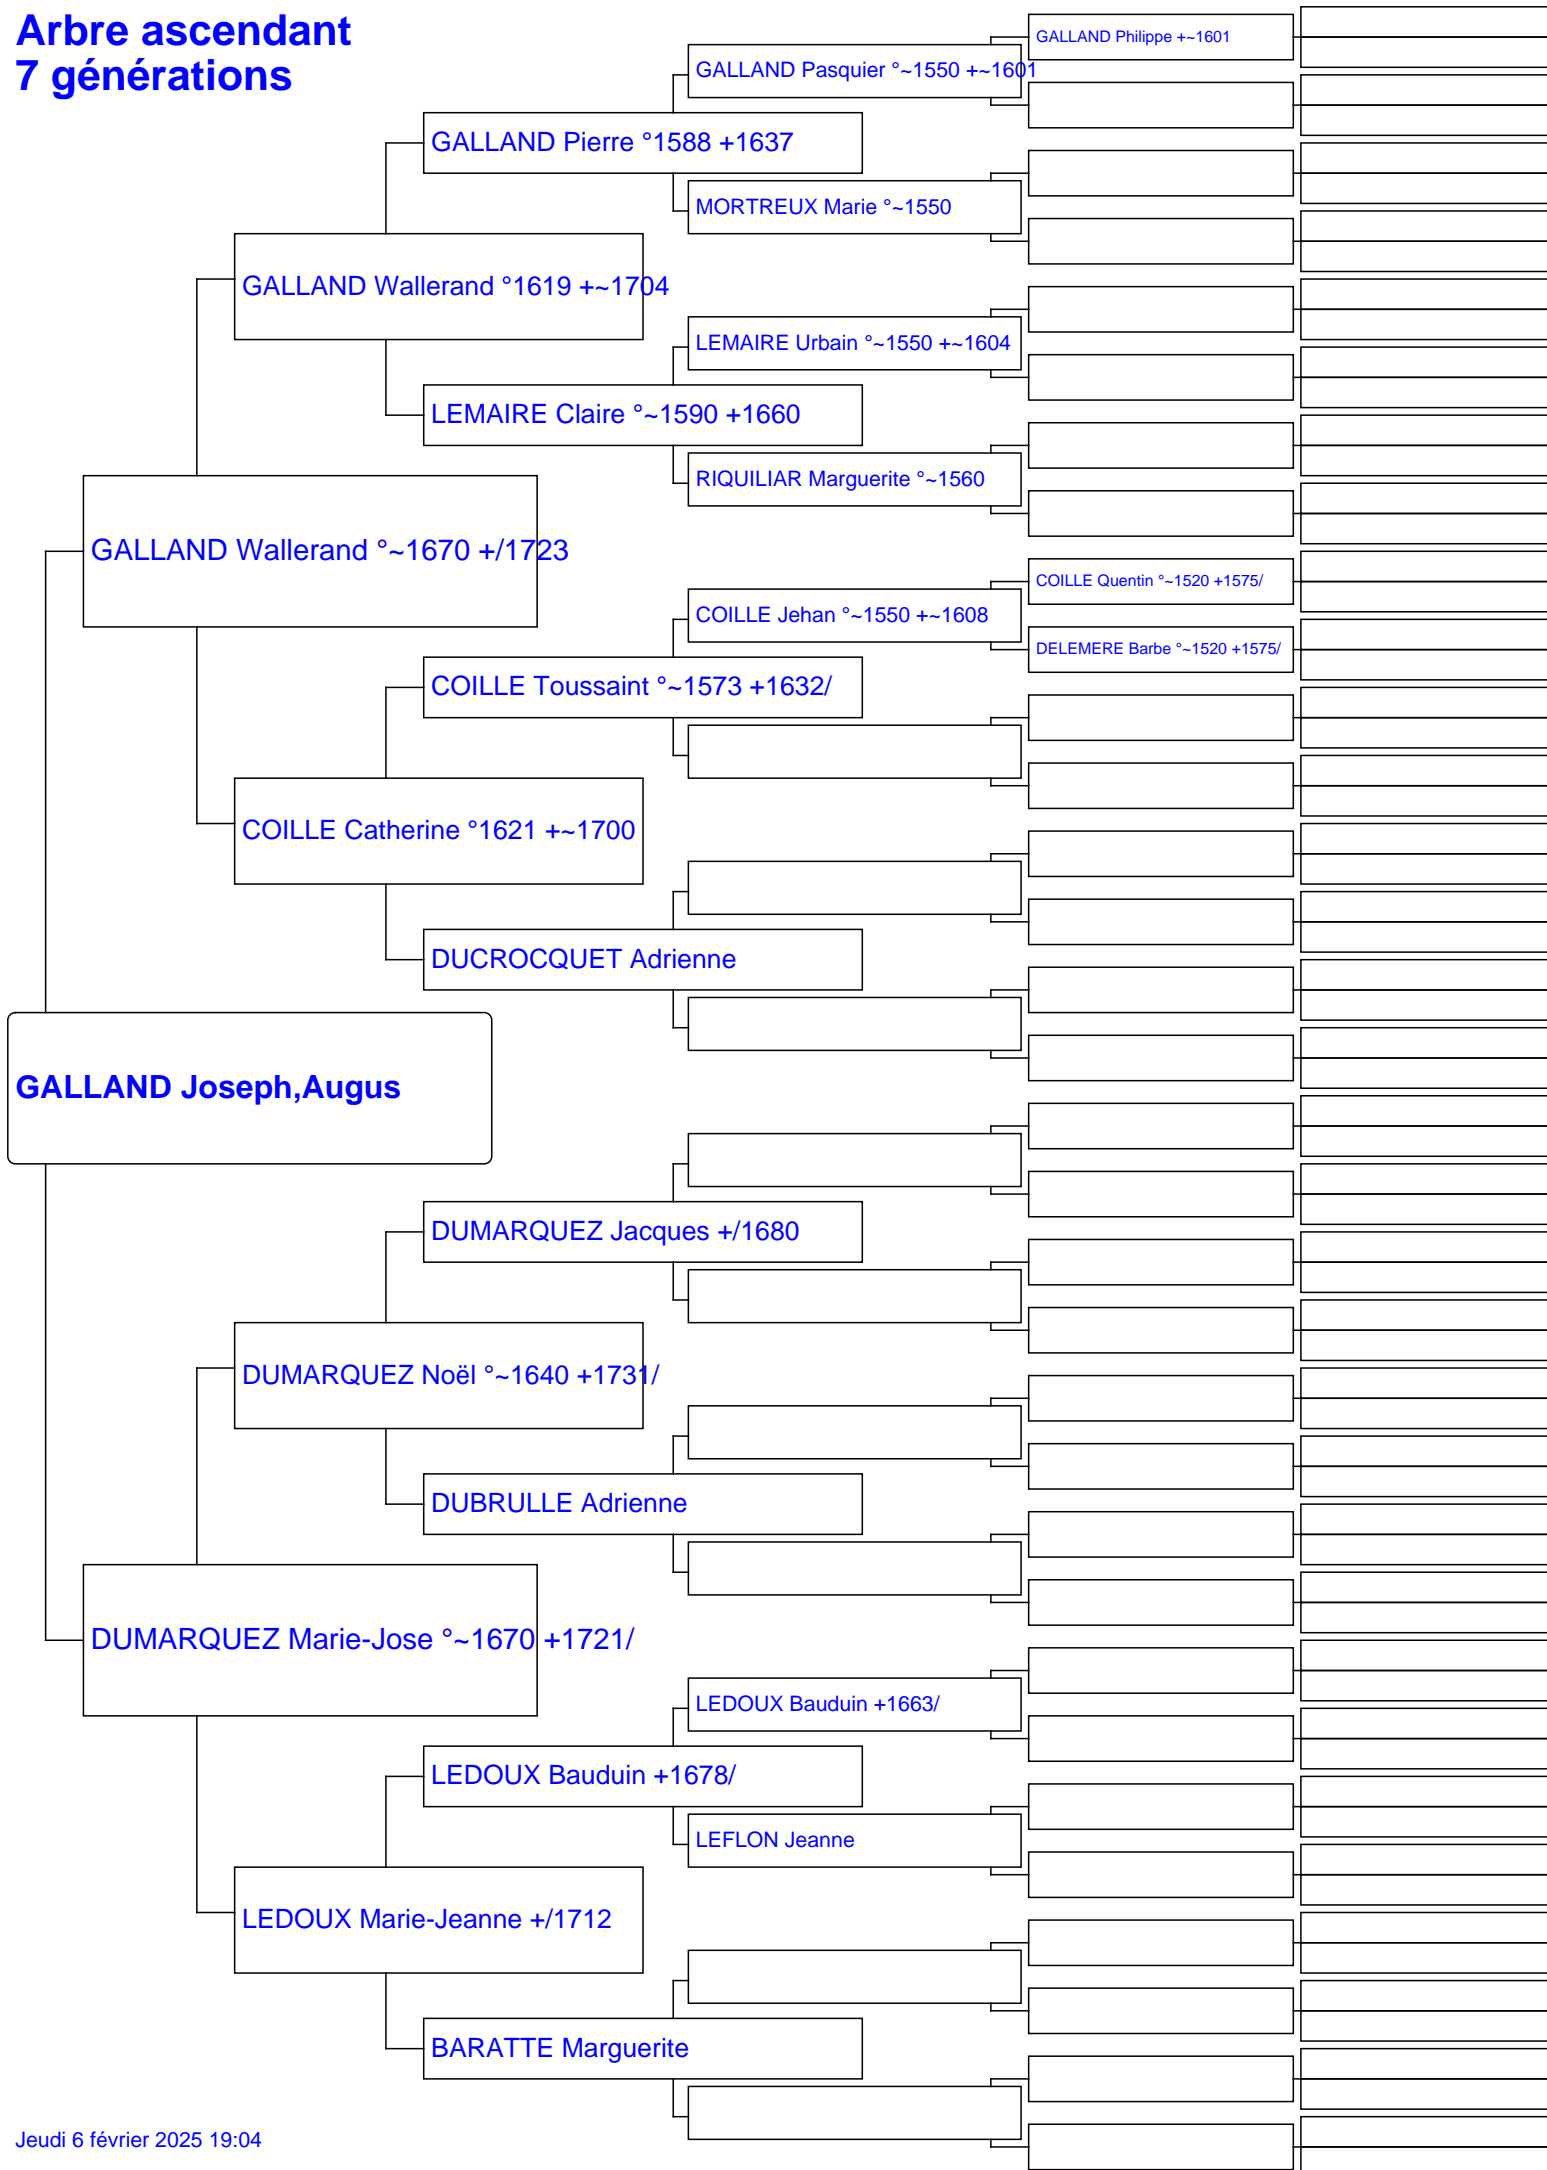 Arbre ascendant
7 générations
GALLAND Philippe +~1601
GALLAND Pasquier °~1550 +~1601
GALLAND Pierre °1588 +1637
MORTREUX Marie °~1550
GALLAND Wallerand °1619 +~1704
LEMAIRE Urbain °~1550 +~1604
LEMAIRE Claire °~1590 +1660
RIQUILIAR Marguerite °~1560
GALLAND Wallerand °~1670 +/1723
COILLE Quentin °~1520 +1575/
COILLE Jehan °~1550 +~1608
DELEMERE Barbe °~1520 +1575/
COILLE Toussaint °~1573 +1632/
COILLE Catherine °1621 +~1700
DUCROCQUET Adrienne
GALLAND Joseph,Augus
DUMARQUEZ Jacques +/1680
DUMARQUEZ Noël °~1640 +1731/
DUBRULLE Adrienne
DUMARQUEZ Marie-Jose °~1670 +1721/
LEDOUX Bauduin +1663/
LEDOUX Bauduin +1678/
LEFLON Jeanne
LEDOUX Marie-Jeanne +/1712
BARATTE Marguerite
Jeudi 6 février 2025 19:04